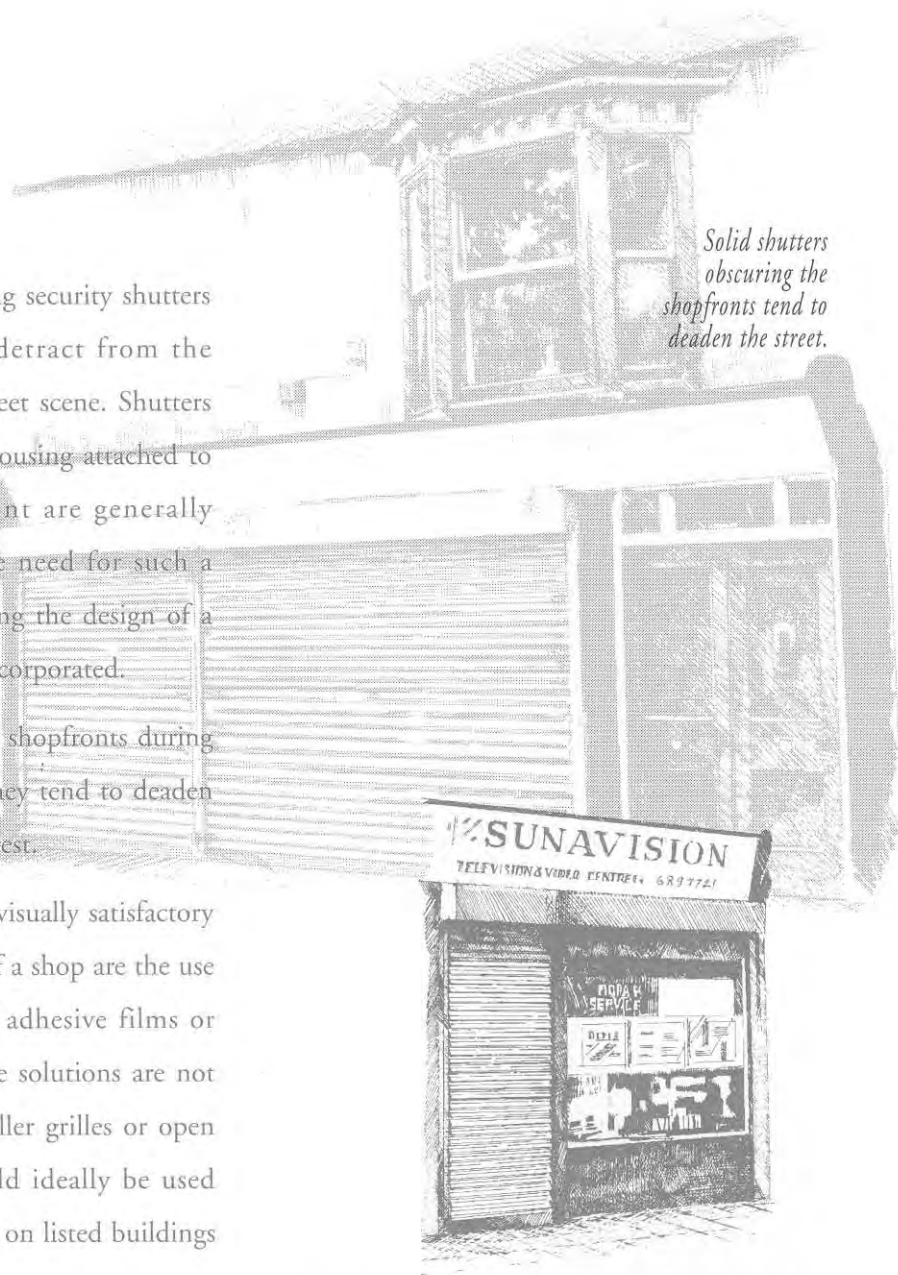 ng security shutters
detract from the
eet scene. Shutters
ousing attached to
nt are generally
e need for such a
ng the design of a
corporated.
shopfronts during
ey tend to deaden
est.
visually satisfactory
f a shop are the use
adhesive films or
e solutions are not
ller grilles or open
ld ideally be used
on listed buildings
Solid shutters
obscuring the
shopfronts tend to
deaden the street.
SUNAVISION
TELEVISION & VIDEO CENTRE
SERVICE